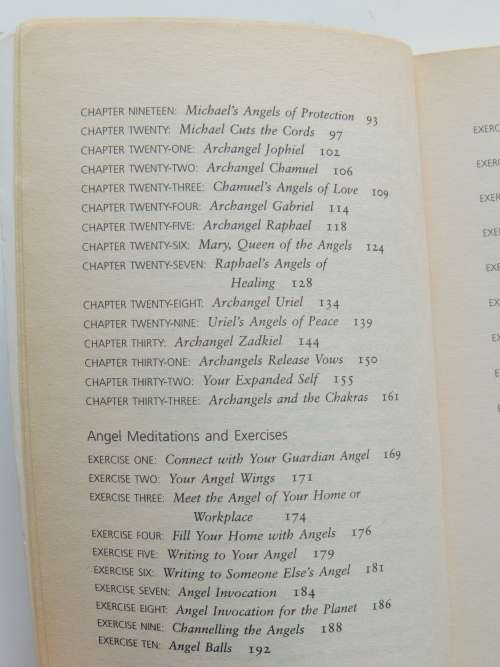 CHAPTER NINETEEN: Michael's Angels of Protection 93
CHAPTER TWENTY: Michael Cuts the Cords 97
CHAPTER TWENTY-ONE: Archangel Jophiel 102
CHAPTER TWENTY-TWO: Archangel Chamuel 106
CHAPTER TWENTY-THREE: Chamuel's Angels of Love 109
CHAPTER TWENTY-FOUR: Archangel Gabriel 114
CHAPTER TWENTY-FIVE: Archangel Raphael 118
CHAPTER TWENTY-SIX: Mary, Queen of the Angels 124
CHAPTER TWENTY-SEVEN: Raphael's Angels of
Healing 128
CHAPTER TWENTY-EIGHT: Archangel Uriel 134
CHAPTER TWENTY-NINE: Uriel's Angels of Peace 139
CHAPTER THIRTY: Archangel Zadkiel 144
CHAPTER THIRTY-ONE: Archangels Release Vows 150
CHAPTER THIRTY-TWO: Your Expanded Self 155
CHAPTER THIRTY-THREE: Archangels and the Chakras 161
Angel Meditations and Exercises
EXERCISE ONE: Connect with Your Guardian Angel 169
EXERCISE TWO: Your Angel Wings 171
EXERCISE THREE: Meet the Angel of Your Home or
Workplace 174
EXERCISE FOUR: Fill Your Home with Angels 176
EXERCISE FIVE: Writing to Your Angel 179
EXERCISE SIX: Writing to Someone Else's Angel 181
EXERCISE SEVEN: Angel Invocation 184
EXERCISE EIGHT: Angel Invocation for the Planet 186
EXERCISE NINE: Channelling the Angels 188
EXERCISE TEN: Angel Balls 192